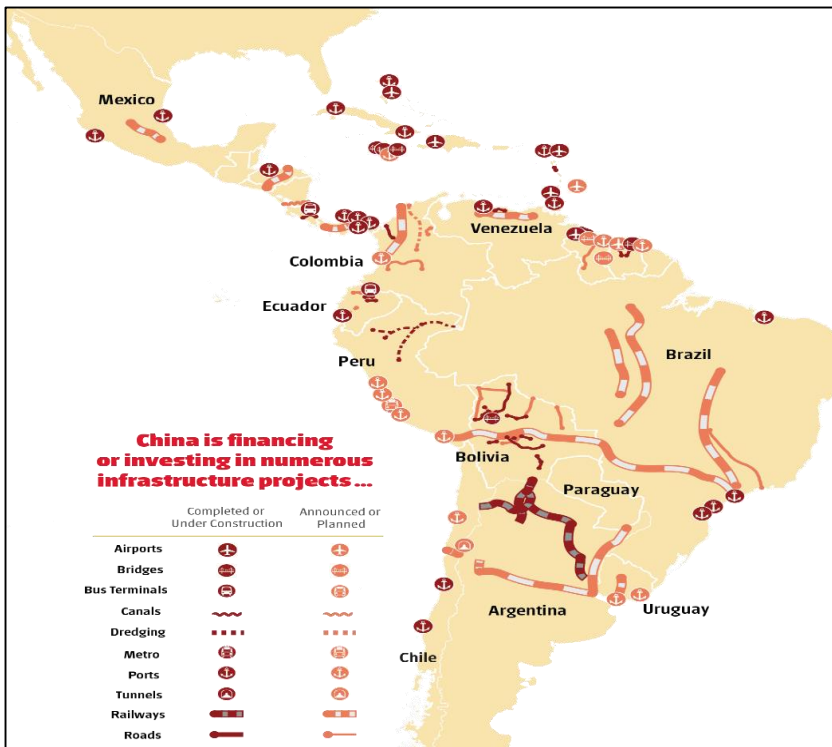 Mexico
Venezuela
Colombia
Ecuador
Brazil
Peru
China is financing
or investing in numerous
infrastructure projects ...
Bolivia
Paraguay
Completed or
Under Construction
Announced or
Planned
Airports
Bridges
Bus Terminals
Canals
Dredging
Metro
Ports
Tunnels
Railways
Roads
Argentina
Uruguay
Chile